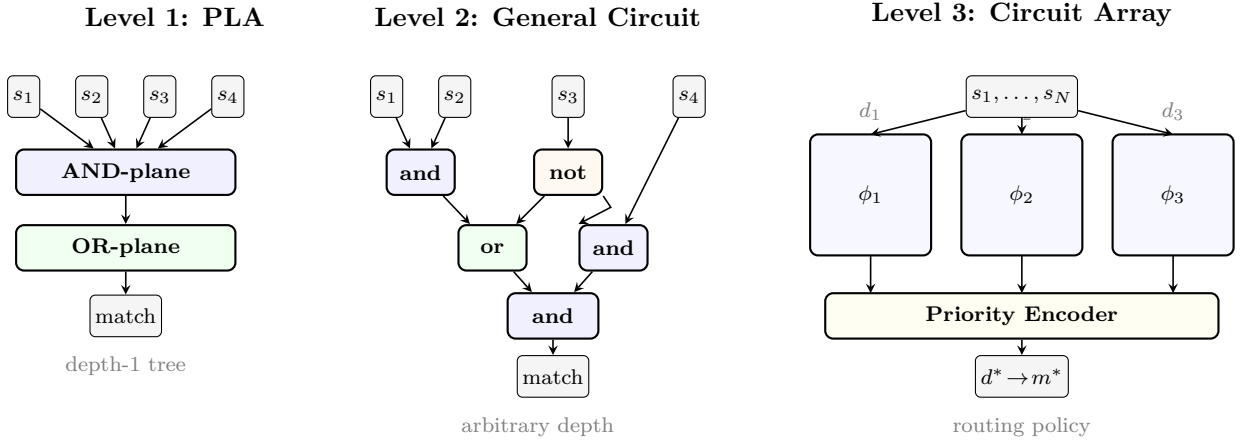 Level 1: PLA
s₁ s₂ s₃ s₄
AND-plane
OR-plane
match
depth-1 tree
Level 2: General Circuit
s₁ s₂ s₃ s₄
and not
or and
and
match
arbitrary depth
Level 3: Circuit Array
s₁, . . . , s_N
d₁ d₃
ϕ₁ ϕ₂ ϕ₃
Priority Encoder
d* → m*
routing policy